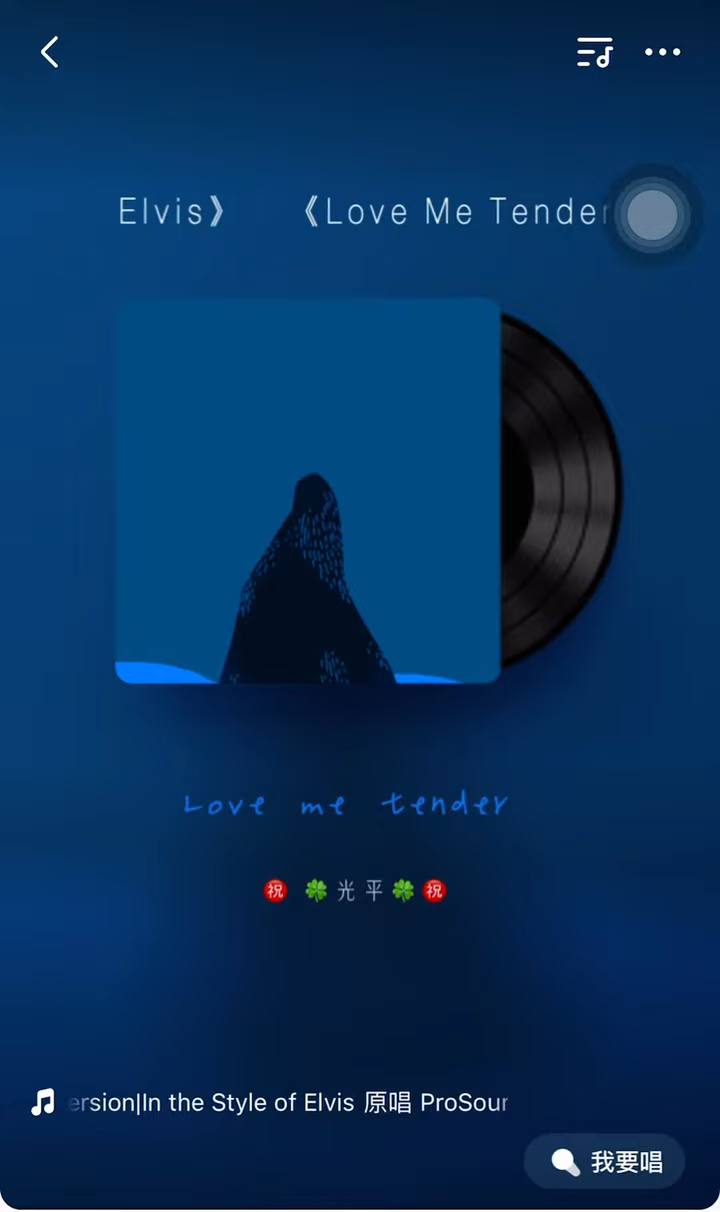 Elvis》 《Love Me Tender
Love me tender
㊗️ 🍀光平🍀㊗️
ersion|In the Style of Elvis 原唱 ProSour
我要唱